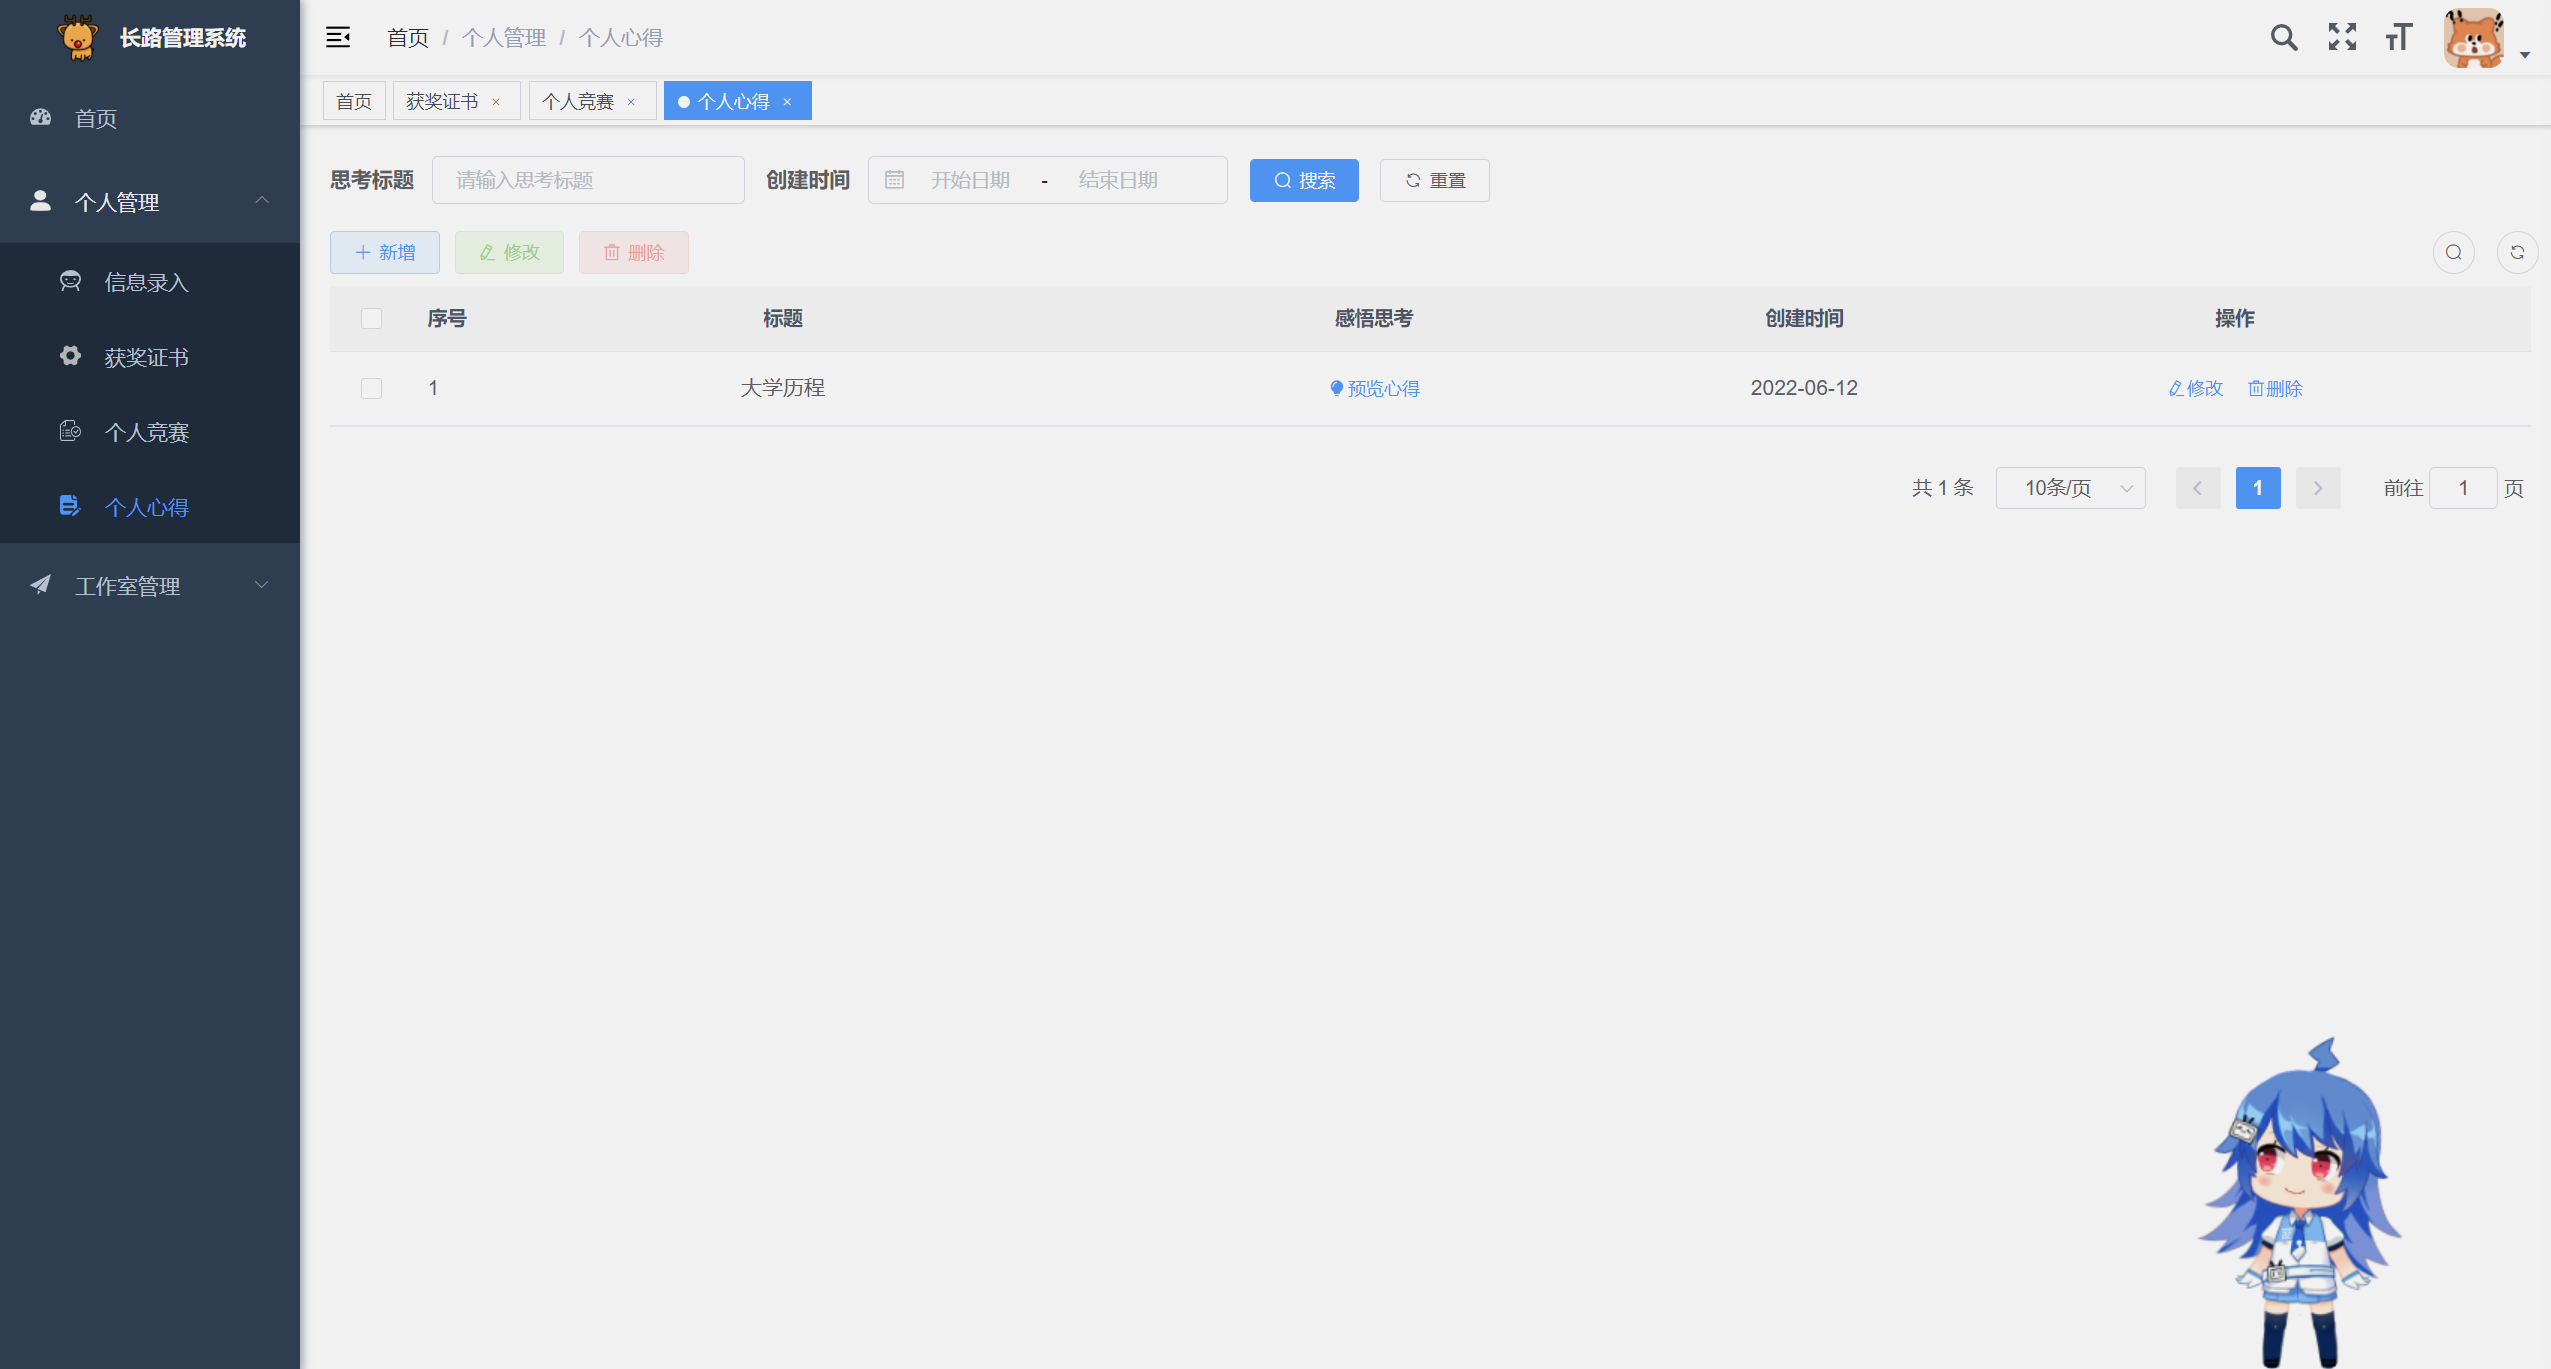 长路管理系统
首页 / 个人管理 / 个人心得
首页
获奖证书 ×
个人竞赛 ×
个人心得 ×
首页
个人管理
信息录入
获奖证书
个人竞赛
个人心得
工作室管理
思考标题 请输入思考标题 创建时间 开始日期 - 结束日期 搜索 重置
新增 修改 删除
序号 标题 感悟思考 创建时间 操作
1 大学历程 预览心得 2022-06-12 修改 删除
共 1 条 10条/页 1 前往 1 页